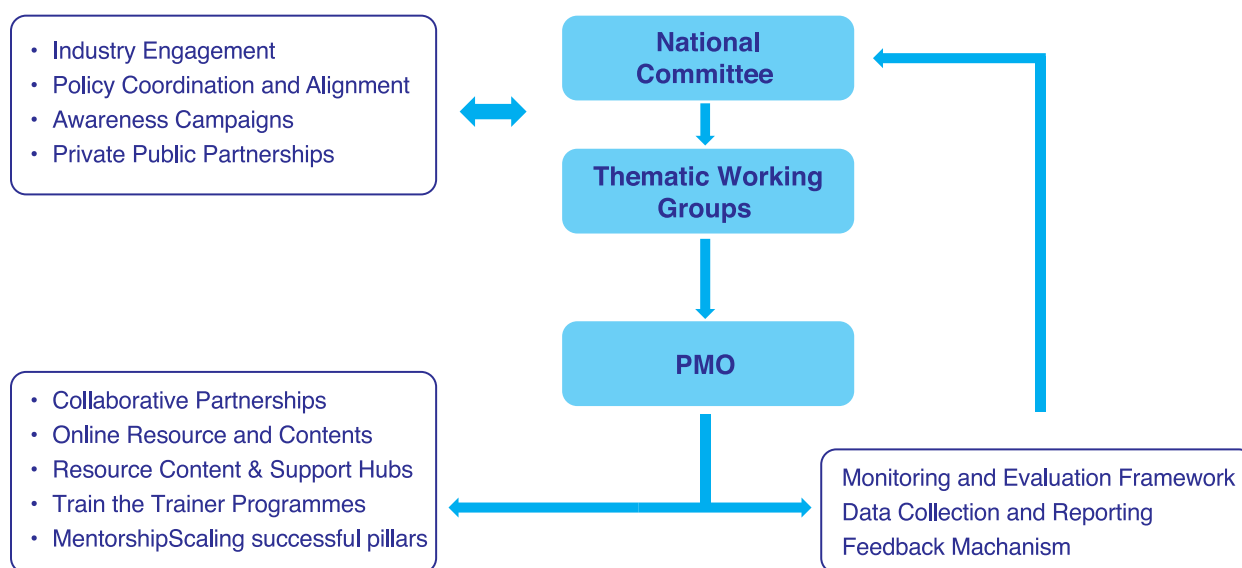 • Industry Engagement
• Policy Coordination and Alignment
• Awareness Campaigns
• Private Public Partnerships
National
Committee
Thematic Working
Groups
PMO
• Collaborative Partnerships
• Online Resource and Contents
• Resource Content & Support Hubs
• Train the Trainer Programmes
• MentorshipScaling successful pillars
Monitoring and Evaluation Framework
Data Collection and Reporting
Feedback Machanism